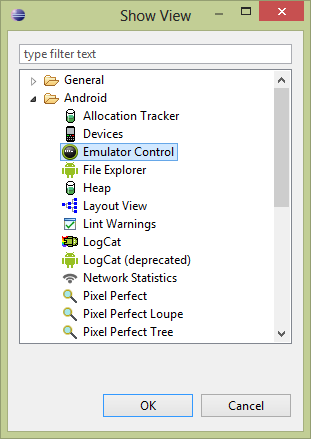 Show View
type filter text
General
Android
Allocation Tracker
Devices
Emulator Control
File Explorer
Heap
Layout View
Lint Warnings
LogCat
LogCat (deprecated)
Network Statistics
Pixel Perfect
Pixel Perfect Loupe
Pixel Perfect Tree
OK
Cancel